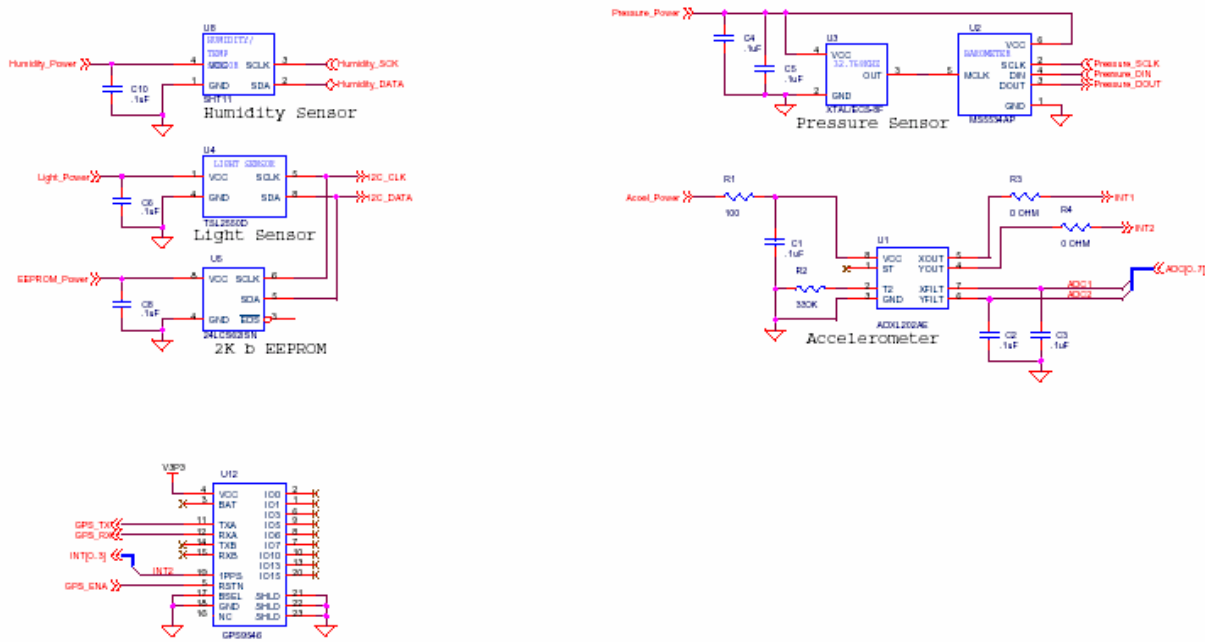 U8
HUMIDITY/
TEMP
Humidity_Power 4 SCLK 3 Humidity_SCK
1 GND SDA 2 Humidity_DATA
C10
.1uF
SHT11
Humidity Sensor
U4
LIGHT SENSOR
Light_Power 1 VCC SCLK 5 I2C_CLK
4 GND SDA 8 I2C_DATA
C6
.1uF
TSL2550D
Light Sensor
U5
EEPROM_Power 8 VCC SCLK 6
SDA 5
C8
.1uF
4 GND EDS 3
2K b EEPROM
Pressure_Power
C4
.1uF
C5
.1uF
U3
4 VCC
32.768KHZ
OUT 3
2 GND
U2
BAROMETER
VCC 6
SCLK 2 Pressure_SCLK
5 MCLK DIN 4 Pressure_DIN
DOUT 3 Pressure_DOUT
GND 1
MS5534AP
Pressure Sensor
Accel_Power
R1
100
C1
.1uF
R2
330K
U1
8 VCC XOUT 5
1 ST YOUT 4
2 T2 XFILT 7
3 GND YFILT 6
ADXL202AE
Accelerometer
R3
0 OHM
INT1
R4
0 OHM
INT2
ADC1
ADC2
ADC[0..7]
C2
.1uF
C3
.1uF
V3P3
U12
4 VCC IO0 2
3 BAT IO1 1
IO3 6
GPS_TX 11 TXA IO5 9
GPS_RX 12 RXA IO6 8
14 TXB IO7 7
15 RXB IO10 10
INT[0..3] IO13 13
INT2 19 1PPS IO15 20
GPS_ENA 5 RSTN
17 BSEL SHLD 21
18 GND SHLD 22
16 NC SHLD 23
GPS9546